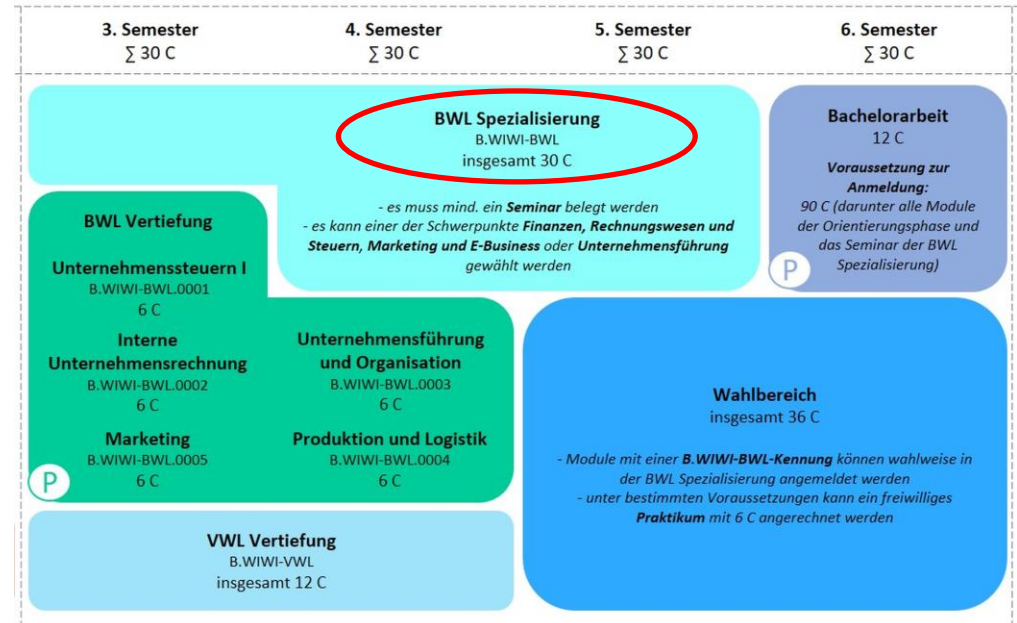 3. Semester
∑ 30 C
4. Semester
∑ 30 C
5. Semester
∑ 30 C
6. Semester
∑ 30 C
BWL Spezialisierung
B.WIWI-BWL
insgesamt 30 C
- es muss mind. ein Seminar belegt werden
- es kann einer der Schwerpunkte Finanzen, Rechnungswesen und
Steuern, Marketing und E-Business oder Unternehmensführung
gewählt werden
Bachelorarbeit
12 C
Voraussetzung zur
Anmeldung:
90 C (darunter alle Module
der Orientierungsphase und
das Seminar der BWL
Spezialisierung)
P
BWL Vertiefung
Unternehmenssteuern I
B.WIWI-BWL.0001
6 C
Interne
Unternehmensrechnung
B.WIWI-BWL.0002
6 C
Marketing
B.WIWI-BWL.0005
6 C
P
Unternehmensführung
und Organisation
B.WIWI-BWL.0003
6 C
Produktion und Logistik
B.WIWI-BWL.0004
6 C
Wahlbereich
insgesamt 36 C
- Module mit einer B.WIWI-BWL-Kennung können wahlweise in
der BWL Spezialisierung angemeldet werden
- unter bestimmten Voraussetzungen kann ein freiwilliges
Praktikum mit 6 C angerechnet werden
VWL Vertiefung
B.WIWI-VWL
insgesamt 12 C